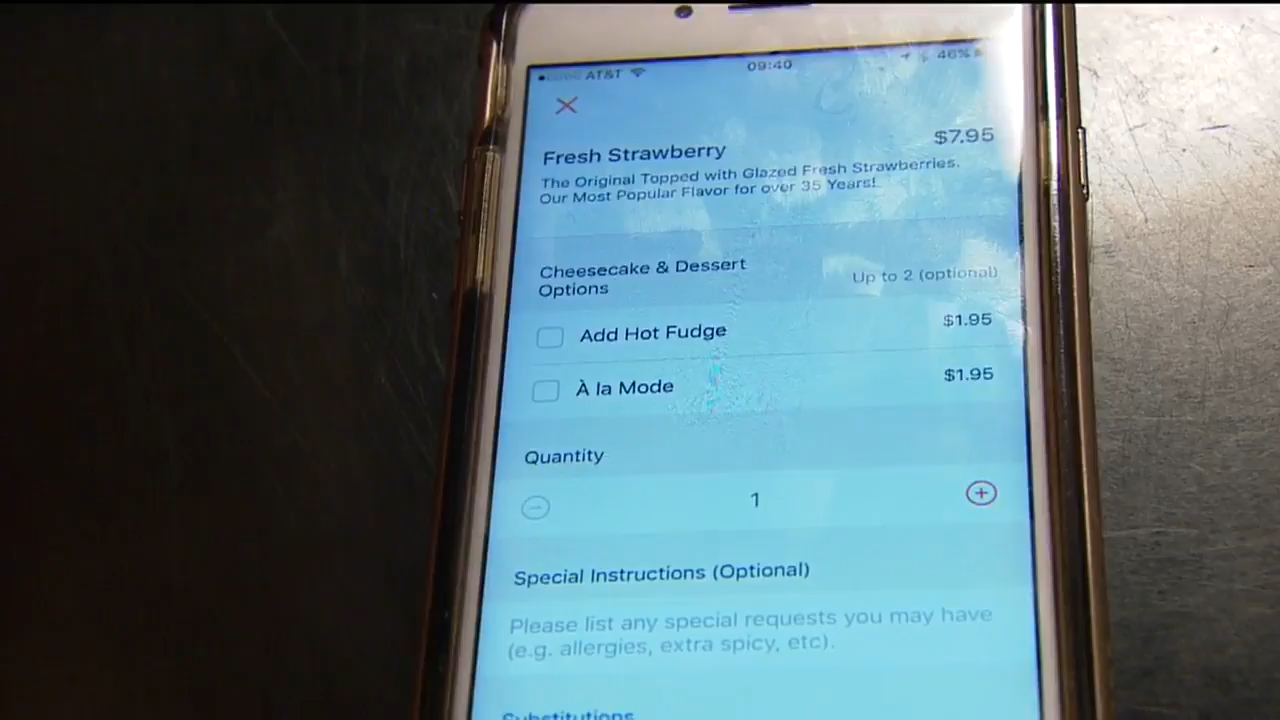 AT&T 09:40 46%
Fresh Strawberry $7.95
The Original Topped with Glazed Fresh Strawberries.
Our Most Popular Flavor for over 35 Years!
Cheesecake & Dessert
Options
Up to 2 (optional)
Add Hot Fudge $1.95
À la Mode $1.95
Quantity
1
Special Instructions (Optional)
Please list any special requests you may have
(e.g. allergies, extra spicy, etc).
Substitutions